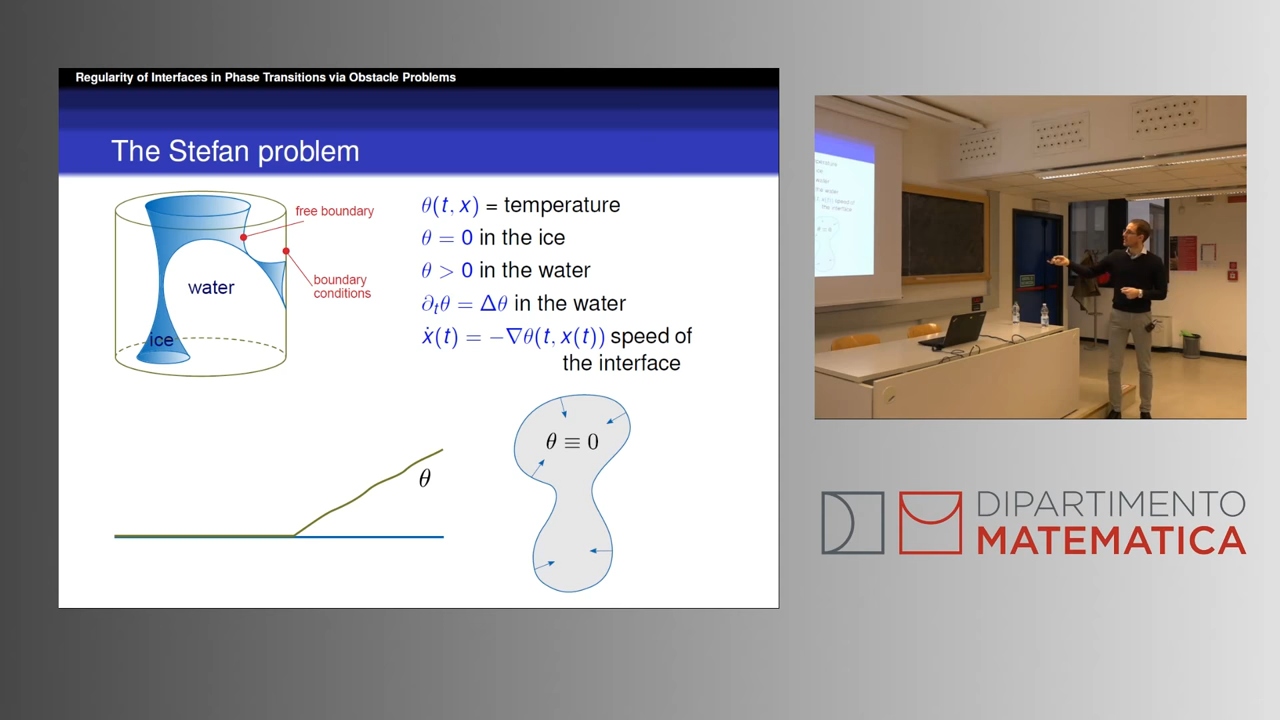 Regularity of Interfaces in Phase Transitions via Obstacle Problems
The Stefan problem
free boundary
water
boundary
conditions
ice
θ(t, x) = temperature
θ = 0 in the ice
θ > 0 in the water
∂ₜθ = Δθ in the water
ẋ(t) = −∇θ(t, x(t)) speed of
the interface
θ ≡ 0
θ
DIPARTIMENTO
MATEMATICA